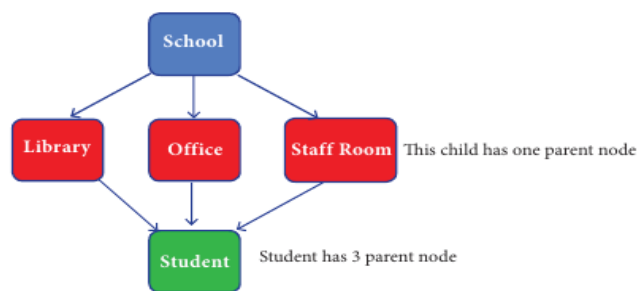 School
Library
Office
Staff Room
This child has one parent node
Student
Student has 3 parent node